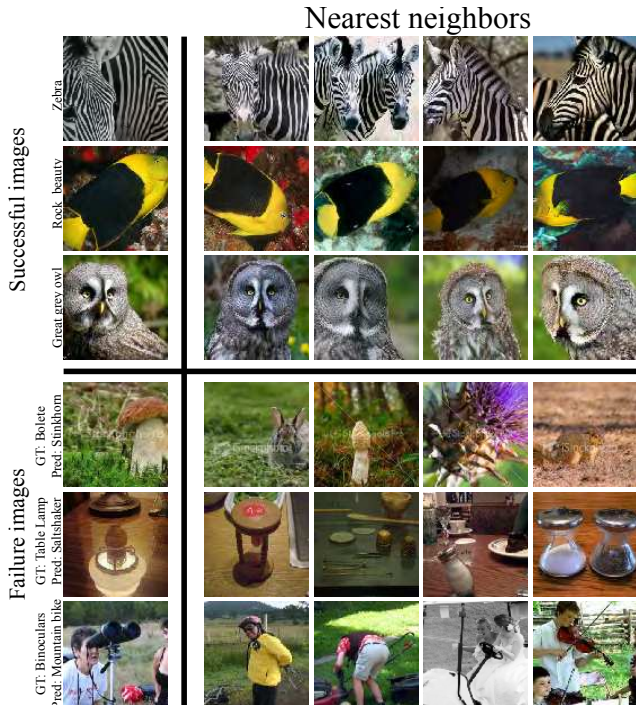 Nearest neighbors
Successful images
Zebra
Rock beauty
Great grey owl
Failure images
GT: Bolete
Pred: Stinkhorn
GT: Table Lamp
Pred: Saltshaker
GT: Binoculars
Pred: Mountain bike